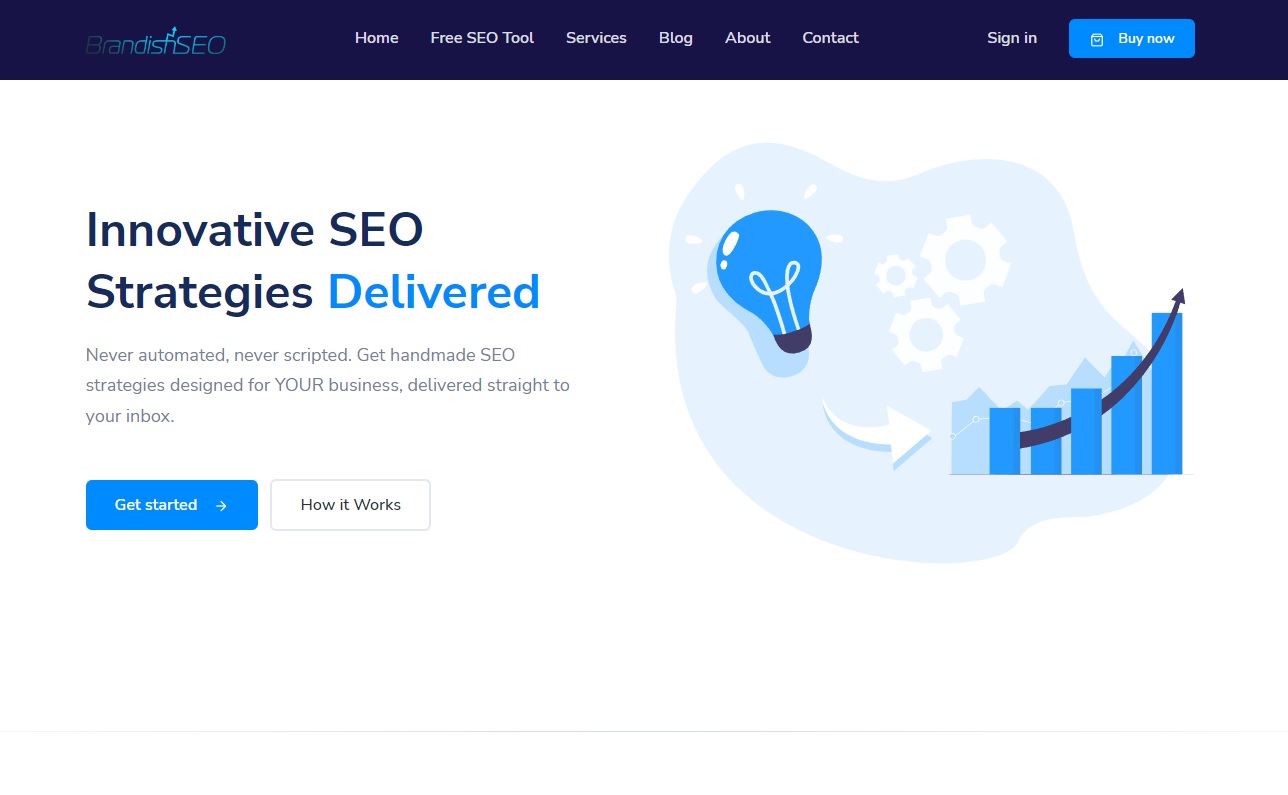 BrandishSEO
Home Free SEO Tool Services Blog About Contact Sign in Buy now
Innovative SEO
Strategies Delivered
Never automated, never scripted. Get handmade SEO
strategies designed for YOUR business, delivered straight to
your inbox.
Get started How it Works